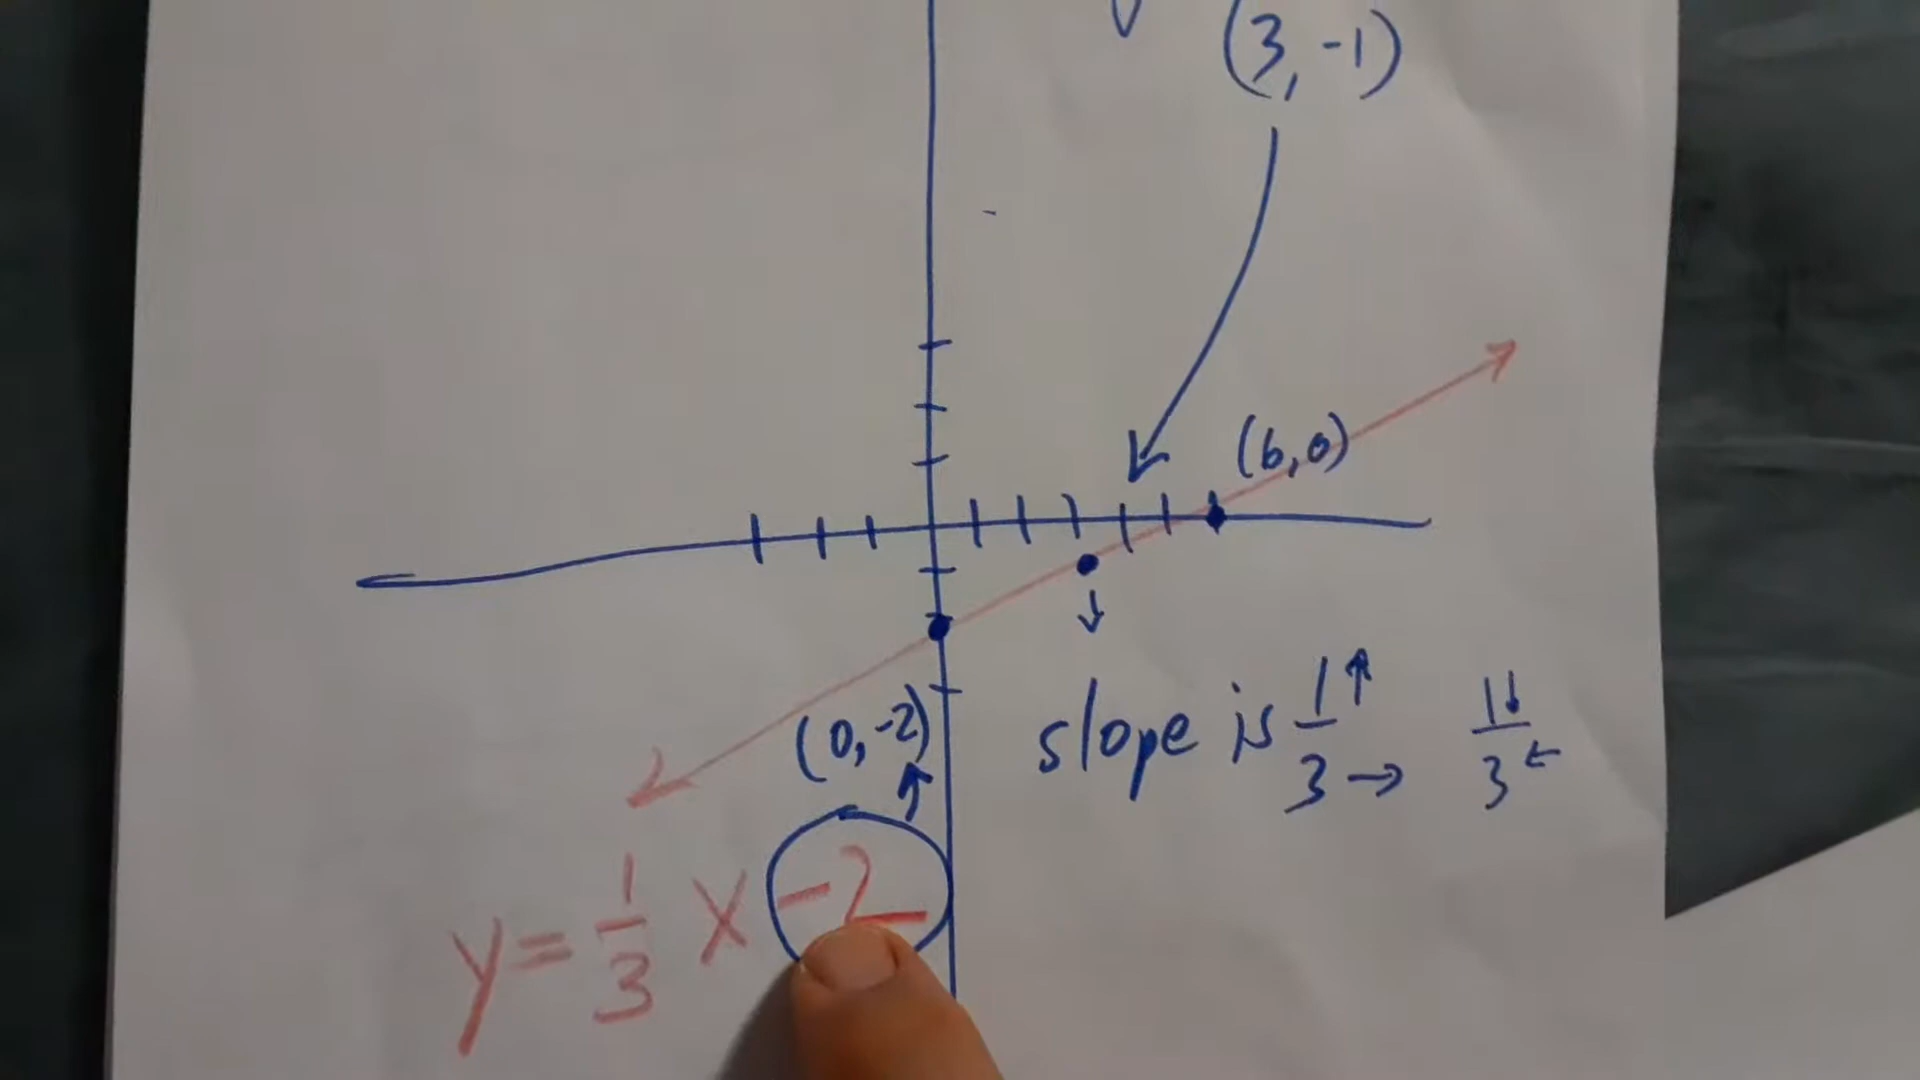 (3, -1)
(6,0)
(0,-2)
slope is 1↑/3→ 1↓/3←
y = 1/3 x -2